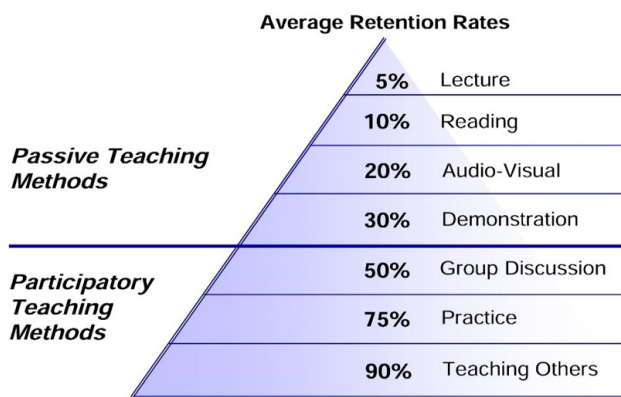 Average Retention Rates
5% Lecture
10% Reading
Passive Teaching
Methods
20% Audio-Visual
30% Demonstration
Participatory
Teaching
Methods
50% Group Discussion
75% Practice
90% Teaching Others